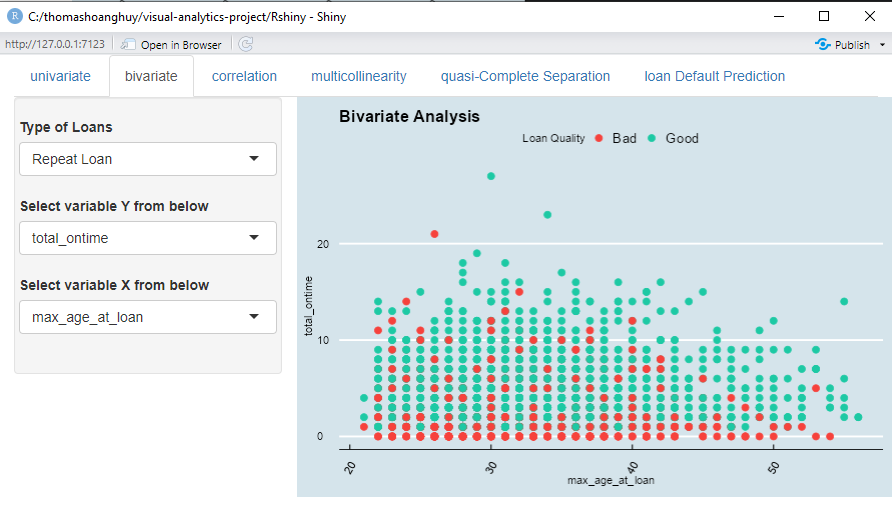 R C:/thomashoanghuy/visual-analytics-project/Rshiny - Shiny
http://127.0.0.1:7123 Open in Browser Publish
univariate bivariate correlation multicollinearity quasi-Complete Separation loan Default Prediction
Type of Loans
Repeat Loan
Select variable Y from below
total_ontime
Select variable X from below
max_age_at_loan
Bivariate Analysis
Loan Quality Bad Good
total_ontime
20
10
0
20 30 40 50
max_age_at_loan